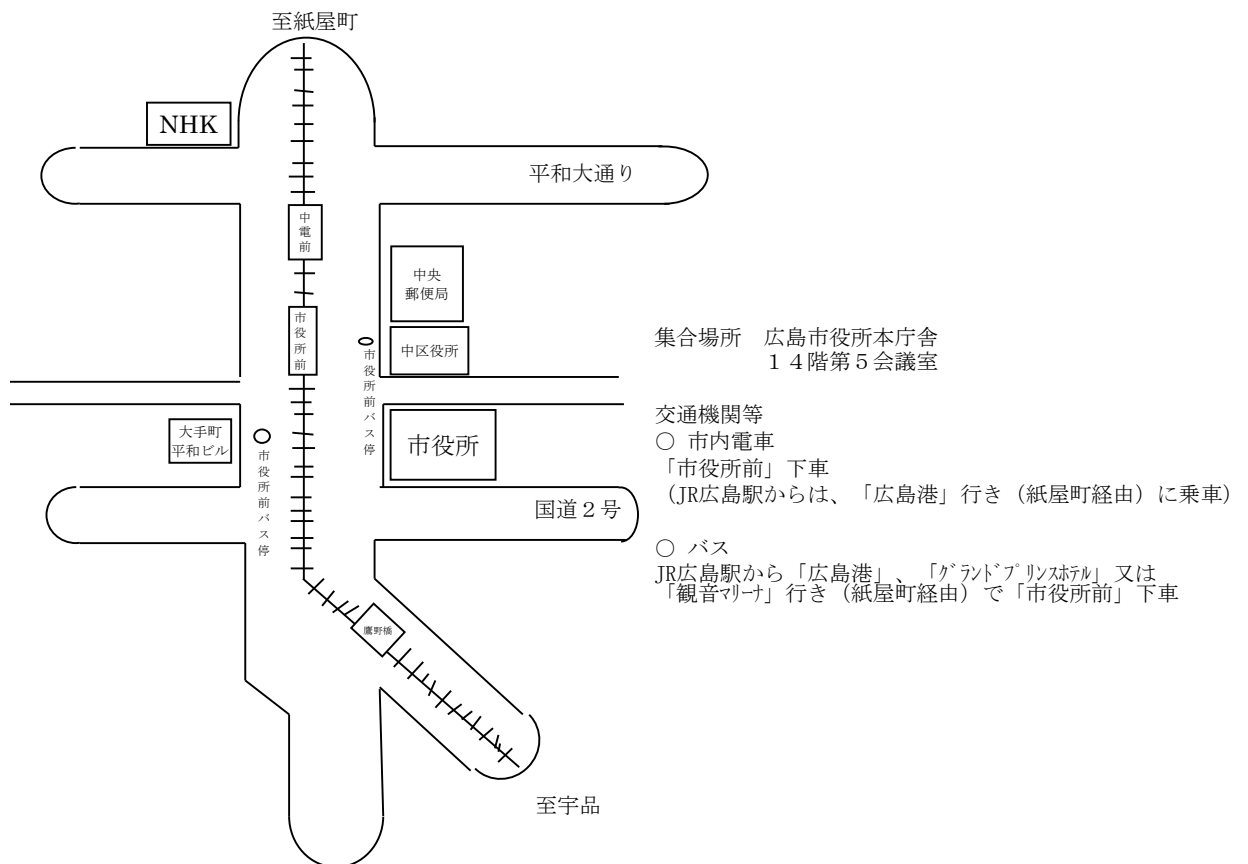 至紙屋町
NHK
平和大通り
中電前
中央
郵便局
市役所前
中区役所
市役所前バス停
大手町
平和ビル
市役所
市役所前バス停
国道２号
鷹野橋
至宇品
集合場所　広島市役所本庁舎
１４階第５会議室
交通機関等
○ 市内電車
「市役所前」下車
（JR広島駅からは、「広島港」行き（紙屋町経由）に乗車）
○ バス
JR広島駅から「広島港」、「ｸﾞﾗﾝﾄﾞﾌﾟﾘﾝｽﾎﾃﾙ」又は
「観音ﾏﾘｰﾅ」行き（紙屋町経由）で「市役所前」下車